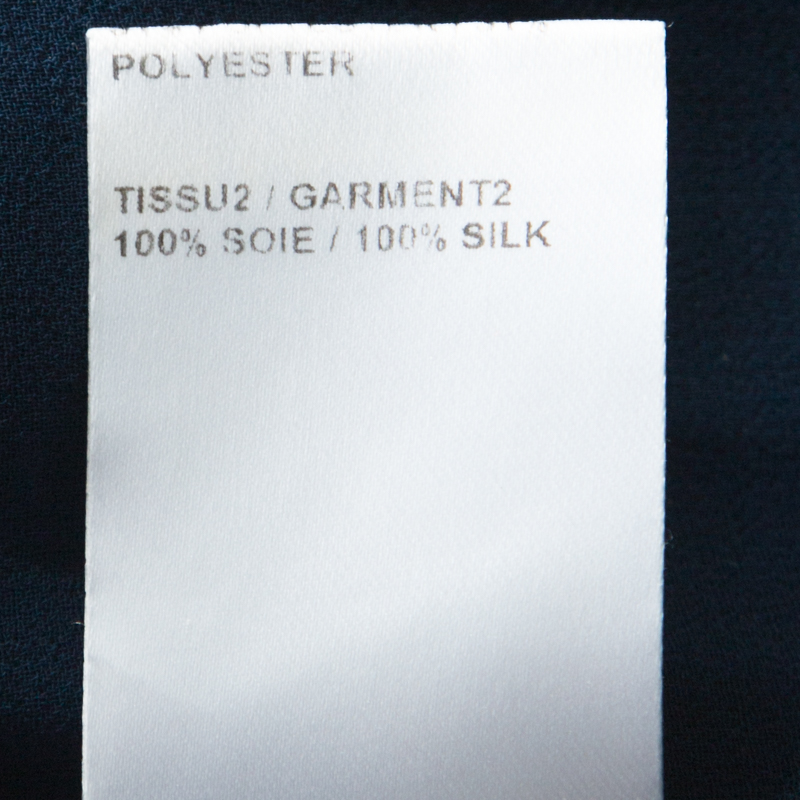 POLYESTER
TISSU2 / GARMENT2
100% SOIE / 100% SILK